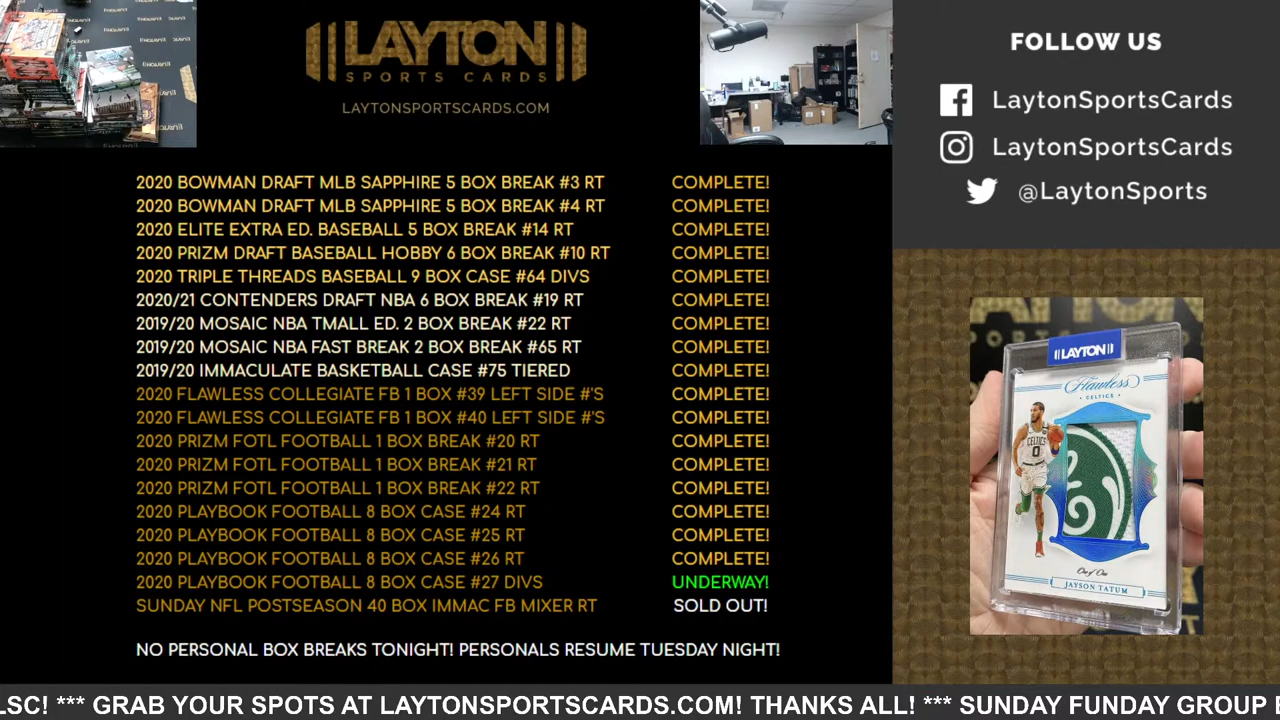 LAYTON
SPORTS CARDS
LAYTONSPORTSCARDS.COM
FOLLOW US
LaytonSportsCards
LaytonSportsCards
@LaytonSports
2020 BOWMAN DRAFT MLB SAPPHIRE 5 BOX BREAK #3 RT COMPLETE!
2020 BOWMAN DRAFT MLB SAPPHIRE 5 BOX BREAK #4 RT COMPLETE!
2020 ELITE EXTRA ED. BASEBALL 5 BOX BREAK #14 RT COMPLETE!
2020 PRIZM DRAFT BASEBALL HOBBY 6 BOX BREAK #10 RT COMPLETE!
2020 TRIPLE THREADS BASEBALL 9 BOX CASE #64 DIVS COMPLETE!
2020/21 CONTENDERS DRAFT NBA 6 BOX BREAK #19 RT COMPLETE!
2019/20 MOSAIC NBA TMALL ED. 2 BOX BREAK #22 RT COMPLETE!
2019/20 MOSAIC NBA FAST BREAK 2 BOX BREAK #65 RT COMPLETE!
2019/20 IMMACULATE BASKETBALL CASE #75 TIERED COMPLETE!
2020 FLAWLESS COLLEGIATE FB 1 BOX #39 LEFT SIDE #'S COMPLETE!
2020 FLAWLESS COLLEGIATE FB 1 BOX #40 LEFT SIDE #'S COMPLETE!
2020 PRIZM FOTL FOOTBALL 1 BOX BREAK #20 RT COMPLETE!
2020 PRIZM FOTL FOOTBALL 1 BOX BREAK #21 RT COMPLETE!
2020 PRIZM FOTL FOOTBALL 1 BOX BREAK #22 RT COMPLETE!
2020 PLAYBOOK FOOTBALL 8 BOX CASE #24 RT COMPLETE!
2020 PLAYBOOK FOOTBALL 8 BOX CASE #25 RT COMPLETE!
2020 PLAYBOOK FOOTBALL 8 BOX CASE #26 RT COMPLETE!
2020 PLAYBOOK FOOTBALL 8 BOX CASE #27 DIVS UNDERWAY!
SUNDAY NFL POSTSEASON 40 BOX IMMAC FB MIXER RT SOLD OUT!
NO PERSONAL BOX BREAKS TONIGHT! PERSONALS RESUME TUESDAY NIGHT!
LAYTON
Flawless
CELTICS
CELTICS
0
One of One
JAYSON TATUM
LSC! *** GRAB YOUR SPOTS AT LAYTONSPORTSCARDS.COM! THANKS ALL! *** SUNDAY FUNDAY GROUP